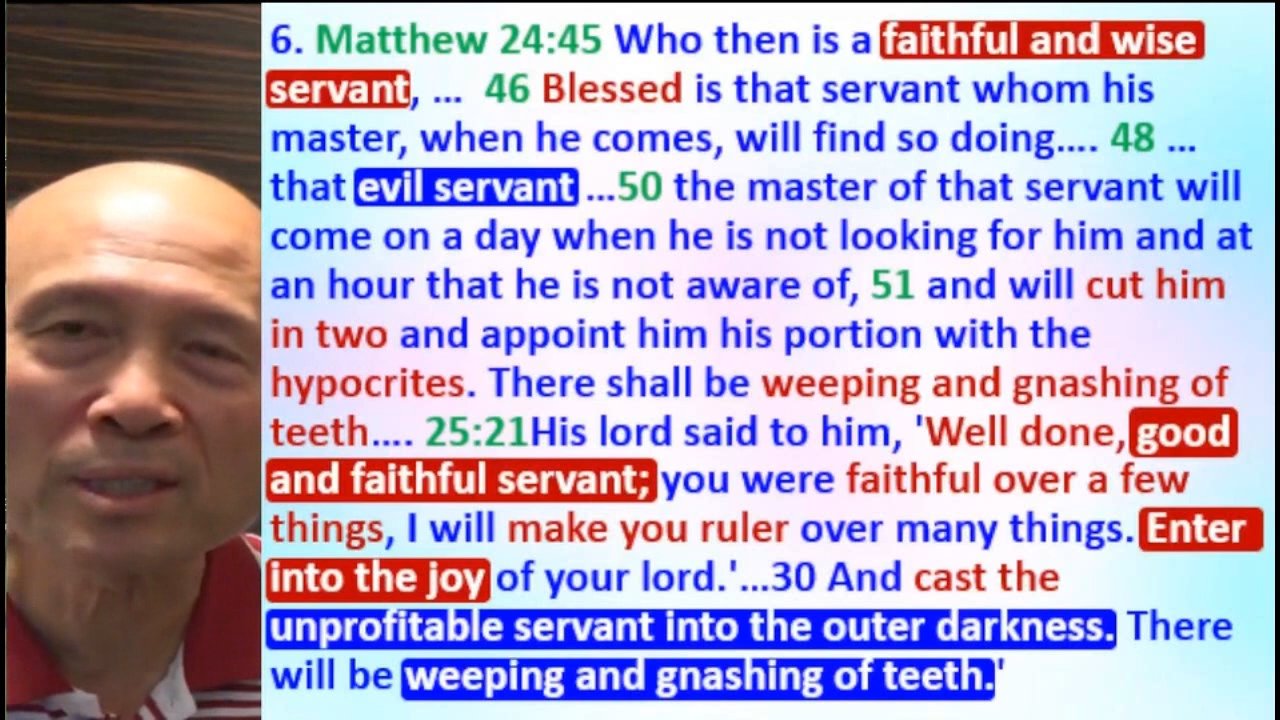 6. Matthew 24:45 Who then is a faithful and wise
servant, ... 46 Blessed is that servant whom his
master, when he comes, will find so doing.... 48 ...
that evil servant ...50 the master of that servant will
come on a day when he is not looking for him and at
an hour that he is not aware of, 51 and will cut him
in two and appoint him his portion with the
hypocrites. There shall be weeping and gnashing of
teeth.... 25:21His lord said to him, 'Well done, good
and faithful servant; you were faithful over a few
things, I will make you ruler over many things. Enter
into the joy of your lord.'...30 And cast the
unprofitable servant into the outer darkness. There
will be weeping and gnashing of teeth.'